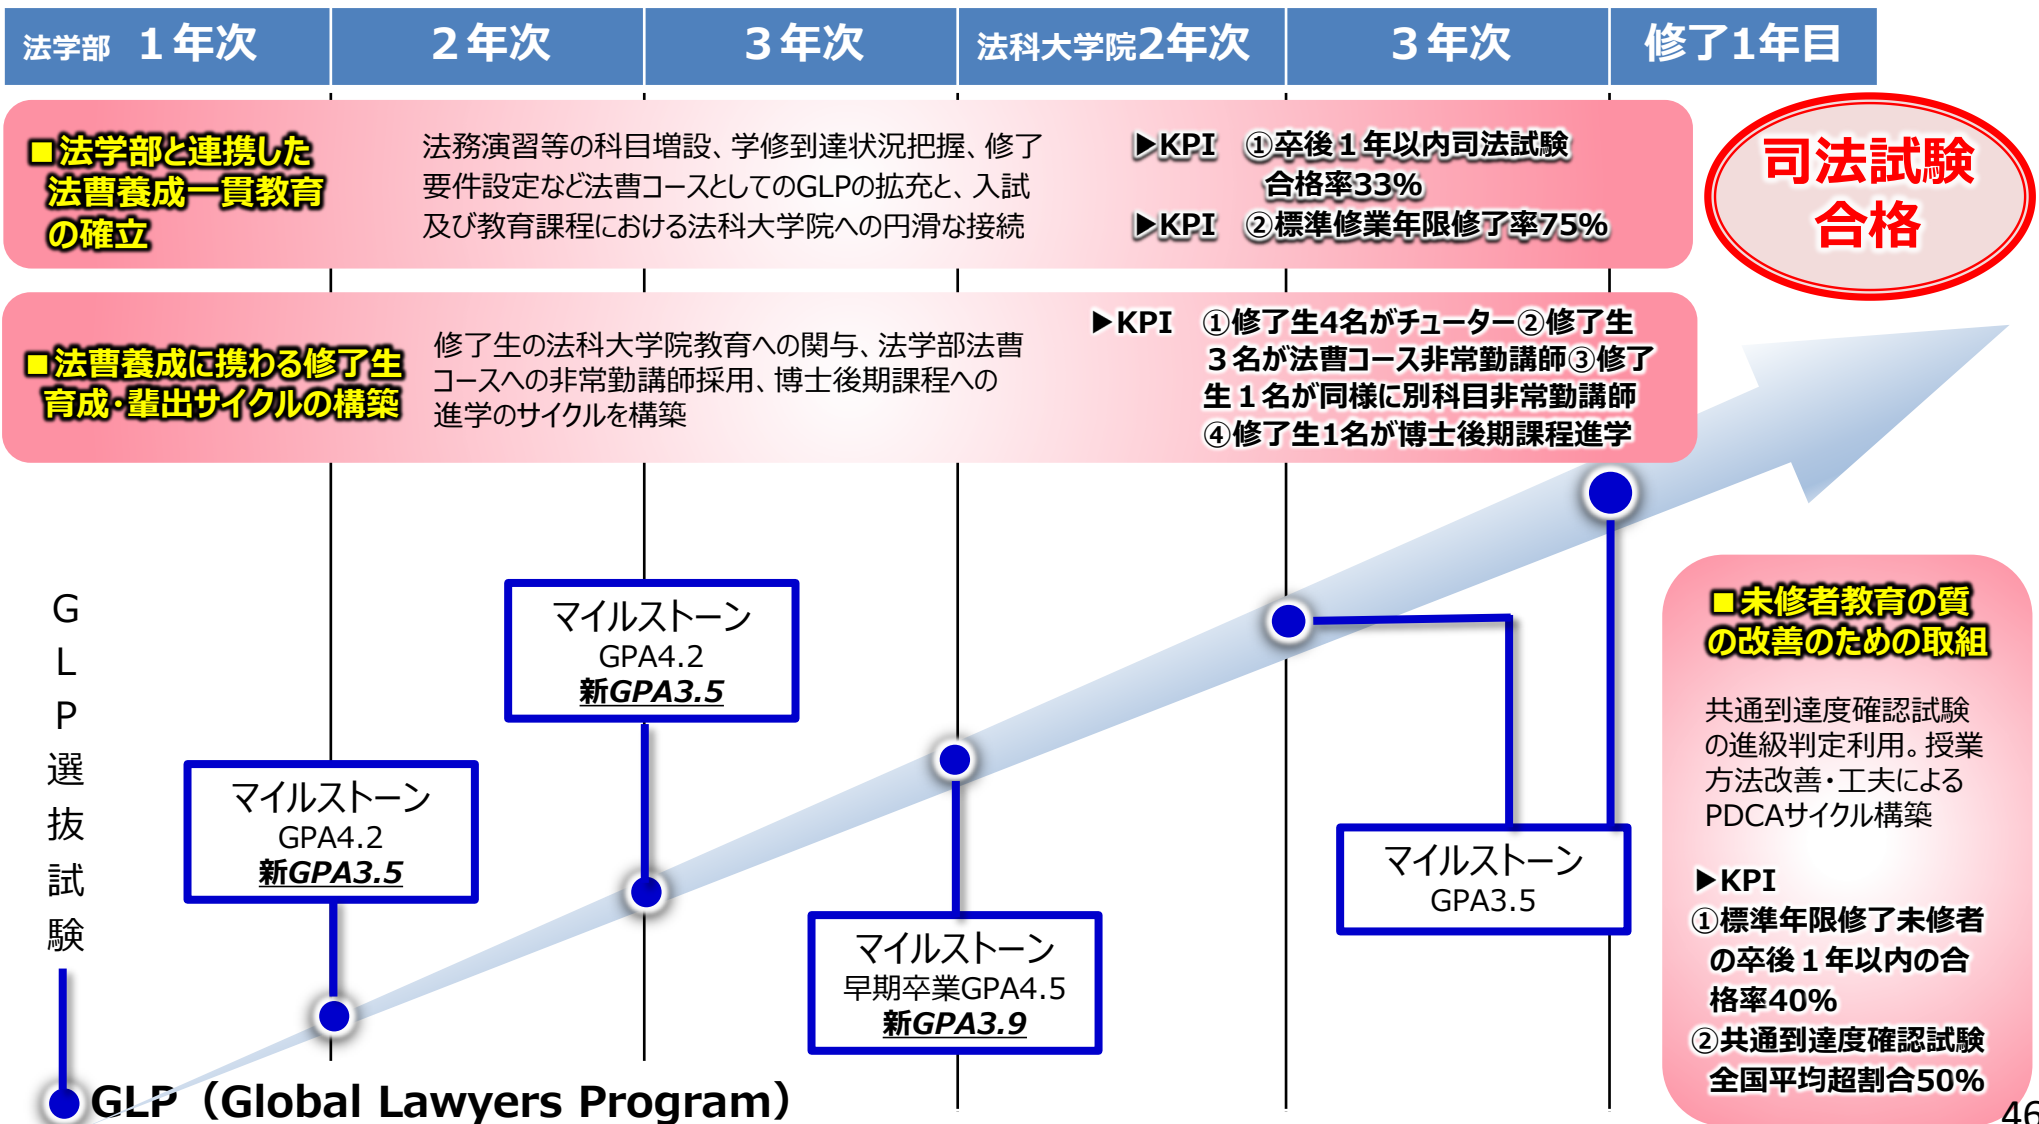 法学部 １年次
２年次
３年次
法科大学院2年次
３年次
修了1年目
■法学部と連携した
法曹養成一貫教育
の確立
法務演習等の科目増設、学修到達状況把握、修了
要件設定など法曹コースとしてのGLPの拡充と、入試
及び教育課程における法科大学院への円滑な接続
▶KPI ①卒後１年以内司法試験
合格率33%
▶KPI ②標準修業年限修了率75%
司法試験
合格
■法曹養成に携わる修了生
育成・輩出サイクルの構築
修了生の法科大学院教育への関与、法学部法曹
コースへの非常勤講師採用、博士後期課程への
進学のサイクルを構築
▶KPI ①修了生4名がチューター②修了生
３名が法曹コース非常勤講師③修了
生１名が同様に別科目非常勤講師
④修了生1名が博士後期課程進学
GLP選抜試験
マイルストーン
GPA4.2
新GPA3.5
マイルストーン
GPA4.2
新GPA3.5
マイルストーン
早期卒業GPA4.5
新GPA3.9
マイルストーン
GPA3.5
■未修者教育の質
の改善のための取組
共通到達度確認試験
の進級判定利用。授業
方法改善・工夫による
PDCAサイクル構築
▶KPI
①標準年限修了未修者
の卒後１年以内の合
格率40%
②共通到達度確認試験
全国平均超割合50%
GLP（Global Lawyers Program）
46